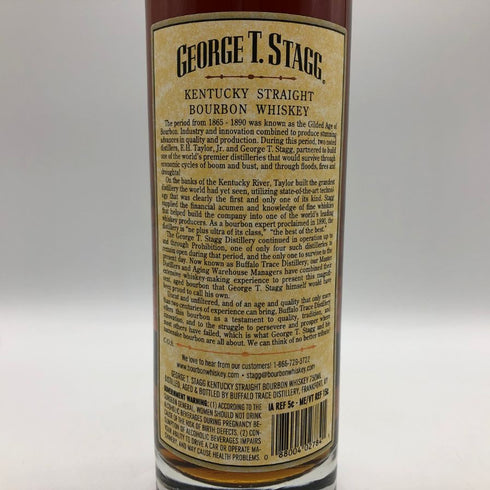 GEORGE T. STAGG
KENTUCKY STRAIGHT
BOURBON WHISKEY
The period from 1865 - 1890 was known as the Gilded Age of
Bourbon. Industry and innovation combined to produce stunning
advances in quality and production. During this period, two noted
distillers, E.H. Taylor, Jr. and George T. Stagg, partnered to build
one of the world's premier distilleries that would survive through
economic cycles of boom and bust, and through floods, fires and
droughts!
On the banks of the Kentucky River, Taylor built the grandest
distillery the world had yet seen, utilizing state-of-the-art technol-
ogy that was clearly the first and only one of its kind. Stagg
supplied the financial acumen and knowledge of fine whiskies
that helped build the company into one of the world's leading
whiskey producers. As a bourbon expert proclaimed in 1890, the
distillery is "ne plus ultra of its class," "the best of the best."
The George T. Stagg Distillery continued in operation up to
and through Prohibition, one of only four such distilleries to
remain open during that period, and the only one to survive to the
present day. Now known as Buffalo Trace Distillery, our Master
Distillers and Aging Warehouse Managers have combined their
extensive whiskey-making experience to present this magnifi-
cent, aged bourbon that George T. Stagg himself would have
been proud to call his own.
Uncut and unfiltered, and of an age and quality that only more
than two centuries of experience can bring, Buffalo Trace Distillery
offers this bourbon as a testament to quality, tradition, and
enterprise, and to the struggle to persevere and prosper where
most others have failed, which is what George T. Stagg and his
namesake bourbon are all about. We can think of no better tribute!
We love to hear from our customers! 1-866-729-3722
www.bourbonwhiskey.com • stagg@bourbonwhiskey.com
GEORGE T. STAGG KENTUCKY STRAIGHT BOURBON WHISKEY 750ML
DISTILLED, AGED & BOTTLED BY BUFFALO TRACE DISTILLERY, FRANKFORT, KY
GOVERNMENT WARNING: (1) ACCORDING TO THE
SURGEON GENERAL, WOMEN SHOULD NOT DRINK
ALCOHOLIC BEVERAGES DURING PREGNANCY BE-
CAUSE OF THE RISK OF BIRTH DEFECTS. (2) CON-
SUMPTION OF ALCOHOLIC BEVERAGES IMPAIRS
YOUR ABILITY TO DRIVE A CAR OR OPERATE MA-
CHINERY, AND MAY CAUSE HEALTH PROBLEMS.
IA REF 5¢ • ME/VT REF 15¢
0 88004 02784